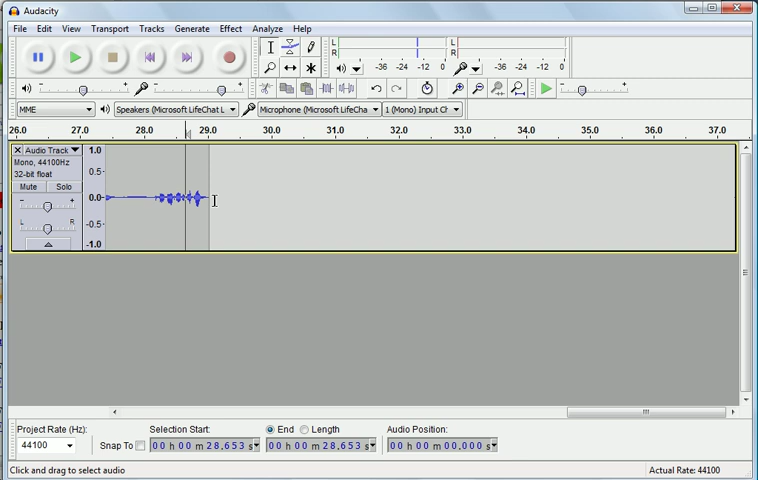 Audacity
File Edit View Transport Tracks Generate Effect Analyze Help
L R -36 -24 -12 0 L R -36 -24 -12 0
- + - +
MME Speakers (Microsoft LifeChat L Microphone (Microsoft LifeCha 1 (Mono) Input Ch
26.0 27.0 28.0 29.0 30.0 31.0 32.0 33.0 34.0 35.0 36.0 37.0
X Audio Track 1.0
Mono, 44100Hz
32-bit float 0.5
Mute Solo
- + 0.0
L R -0.5
-1.0
Project Rate (Hz): Selection Start: End Length Audio Position:
44100 Snap To 00 h 00 m 28.653 s 00 h 00 m 28.653 s 00 h 00 m 00.000 s
Click and drag to select audio Actual Rate: 44100